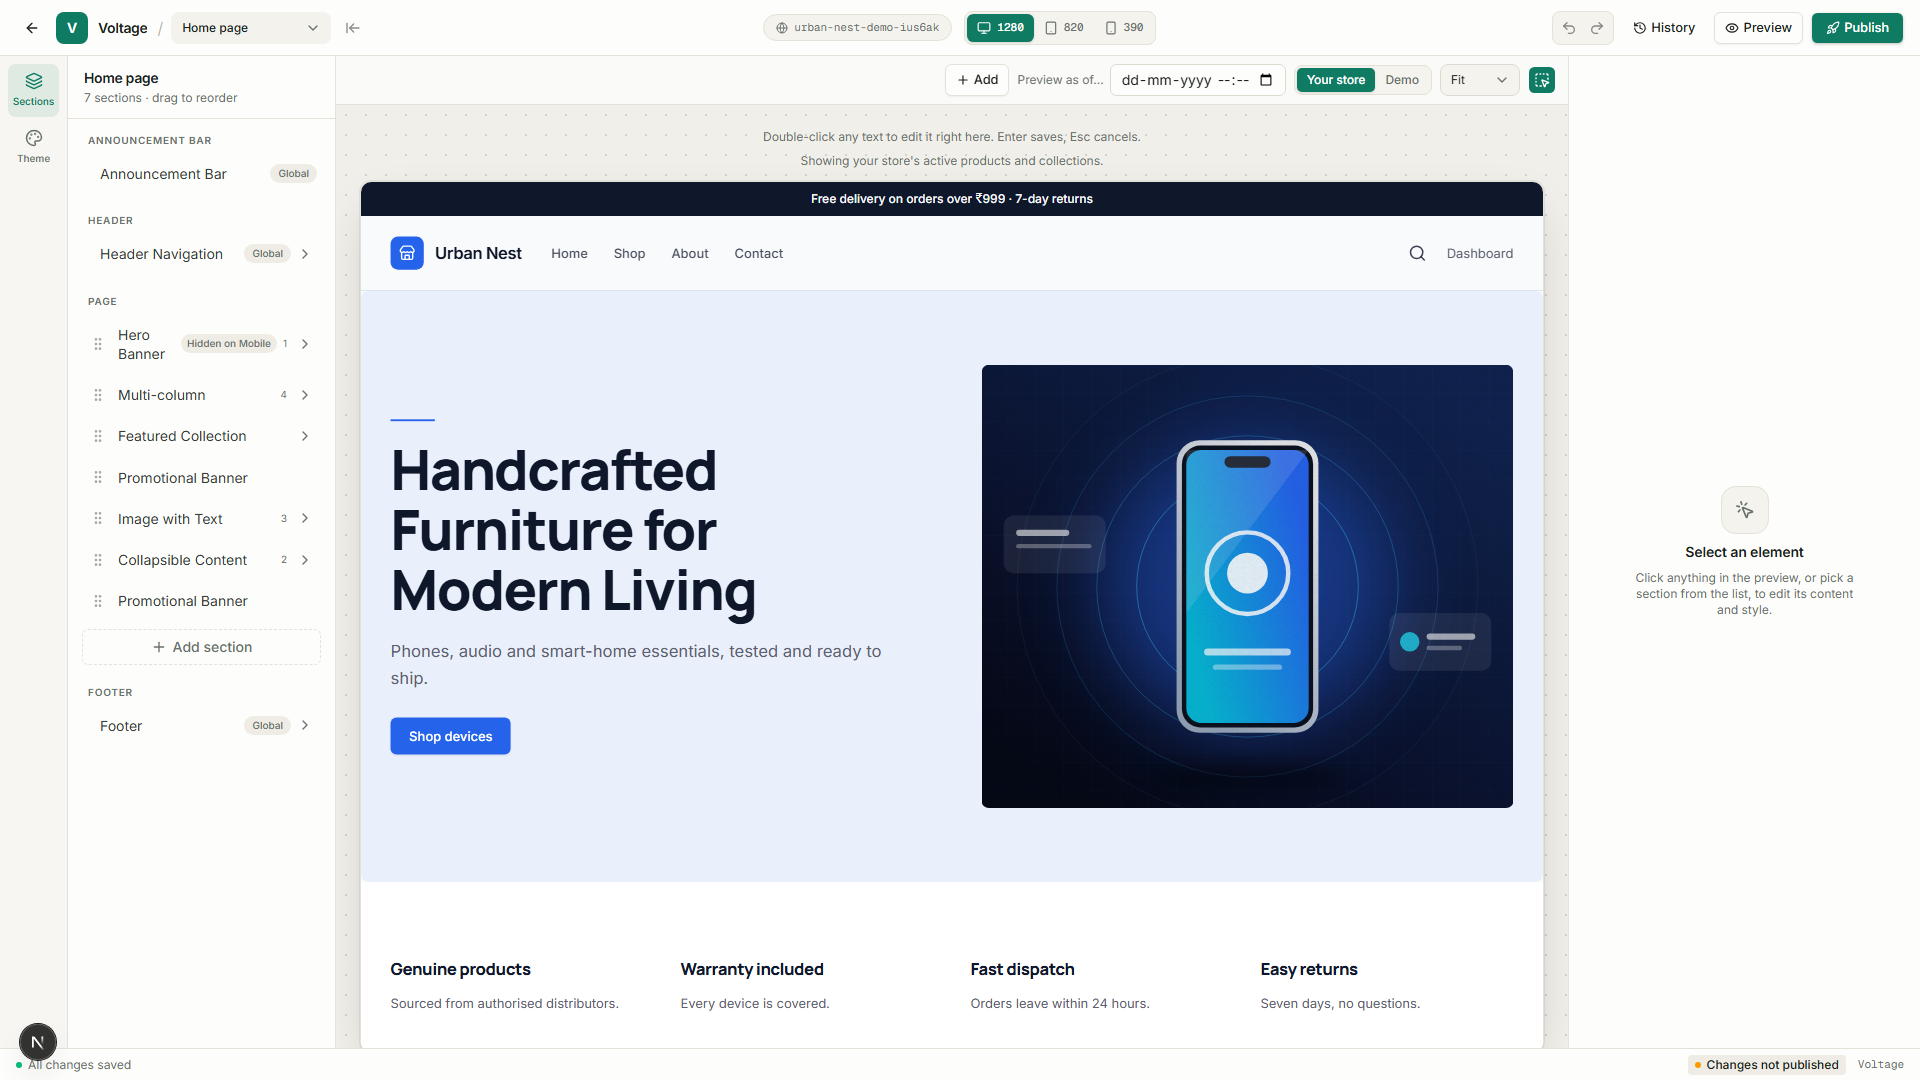 V Voltage / Home page
urban-nest-demo-ius6ak
1280 820 390
History Preview Publish
Sections
Theme
Home page
7 sections · drag to reorder
ANNOUNCEMENT BAR
Announcement Bar Global
HEADER
Header Navigation Global
PAGE
Hero Banner Hidden on Mobile 1
Multi-column 4
Featured Collection
Promotional Banner
Image with Text 3
Collapsible Content 2
Promotional Banner
+ Add section
FOOTER
Footer Global
+ Add Preview as of... dd-mm-yyyy --:-- Your store Demo Fit
Double-click any text to edit it right here. Enter saves, Esc cancels.
Showing your store's active products and collections.
Free delivery on orders over ₹999 · 7-day returns
Urban Nest Home Shop About Contact Dashboard
Handcrafted
Furniture for
Modern Living
Phones, audio and smart-home essentials, tested and ready to
ship.
Shop devices
Genuine products
Sourced from authorised distributors.
Warranty included
Every device is covered.
Fast dispatch
Orders leave within 24 hours.
Easy returns
Seven days, no questions.
Select an element
Click anything in the preview, or pick a
section from the list, to edit its content
and style.
N
All changes saved
Changes not published Voltage